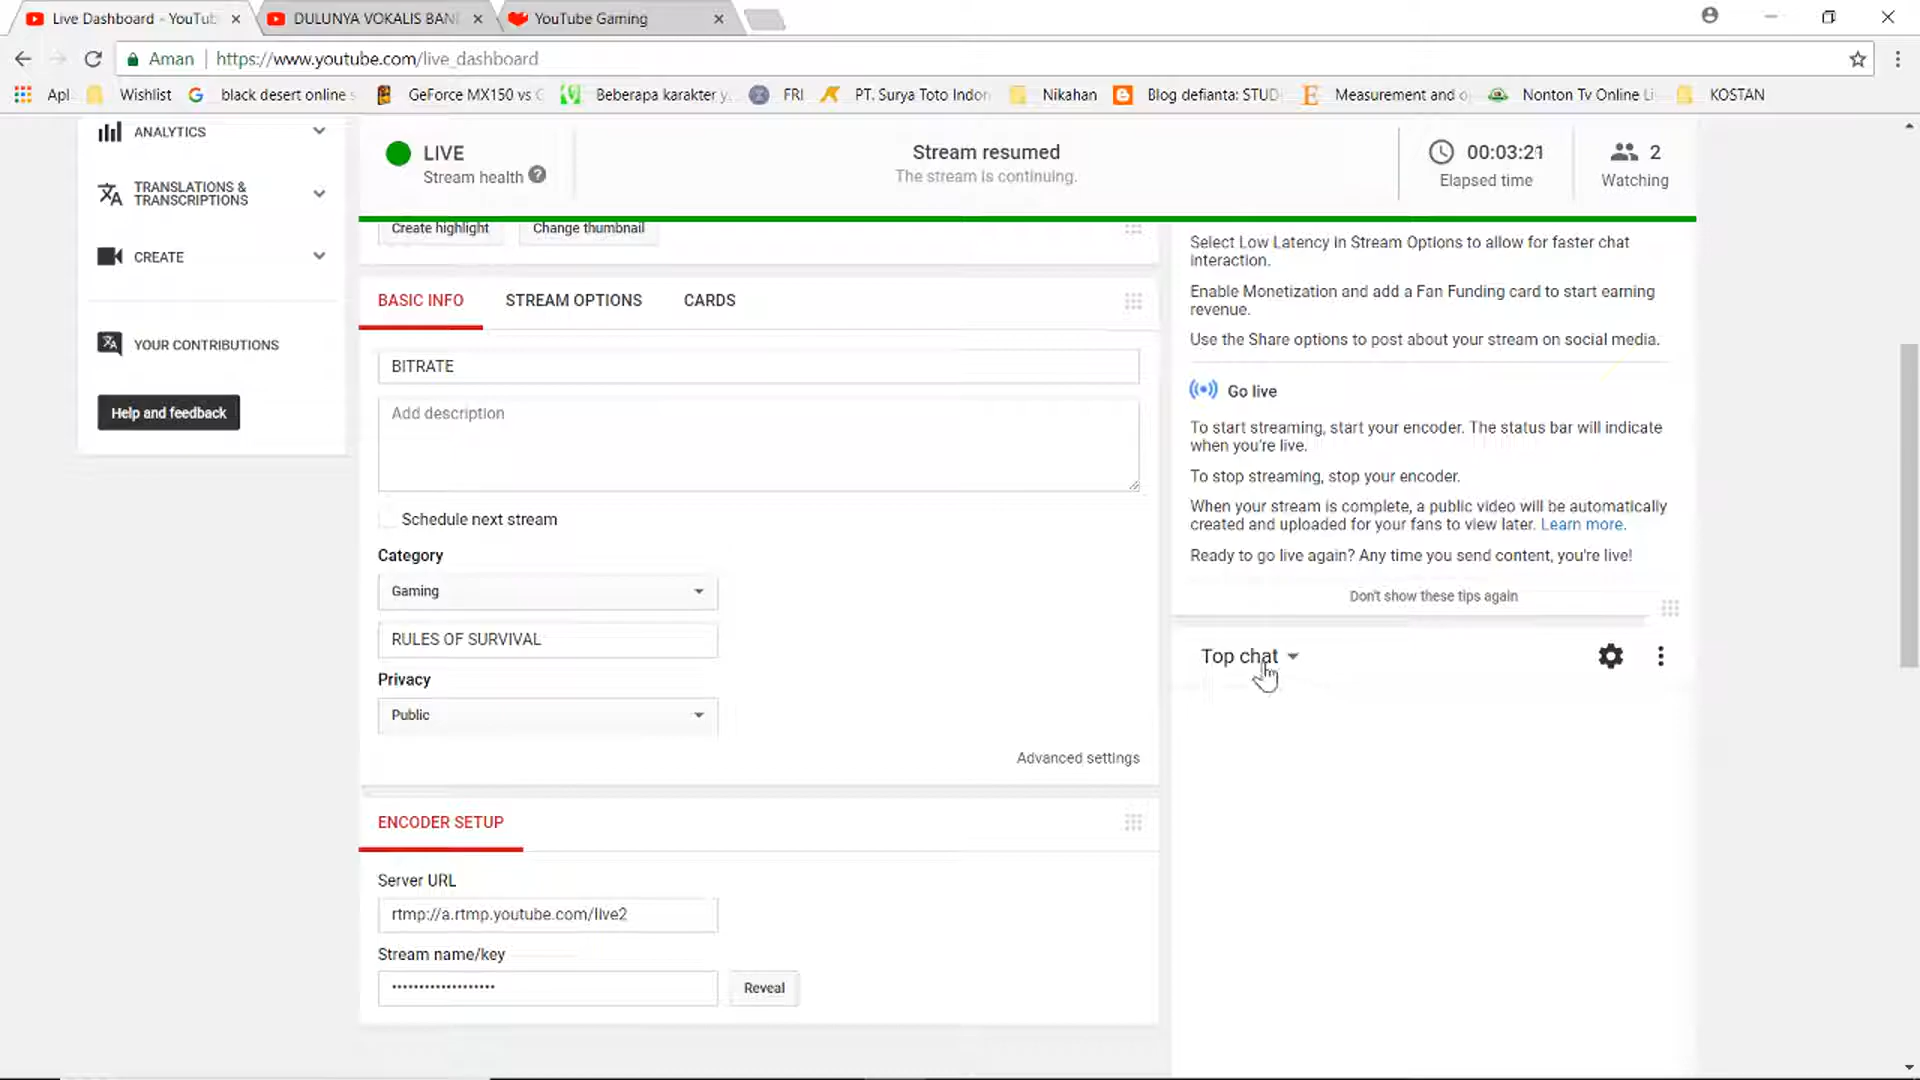 Live Dashboard - YouTub
DULUNYA VOKALIS BAN
YouTube Gaming
Aman
https://www.youtube.com/live_dashboard
Apl
Wishlist
black desert online s
GeForce MX150 vs G
Beberapa karakter y
FRI
PT. Surya Toto Indon
Nikahan
Blog defianta: STUD
Measurement and o
Nonton Tv Online Li
KOSTAN
ANALYTICS
TRANSLATIONS &
TRANSCRIPTIONS
CREATE
YOUR CONTRIBUTIONS
Help and feedback
LIVE
Stream health ?
Stream resumed
The stream is continuing.
00:03:21
Elapsed time
2
Watching
Create highlight
Change thumbnail
BASIC INFO
STREAM OPTIONS
CARDS
BITRATE
Add description
Schedule next stream
Category
Gaming
RULES OF SURVIVAL
Privacy
Public
Advanced settings
ENCODER SETUP
Server URL
rtmp://a.rtmp.youtube.com/live2
Stream name/key
•••••••••••••••••••
Reveal
Select Low Latency in Stream Options to allow for faster chat
interaction.
Enable Monetization and add a Fan Funding card to start earning
revenue.
Use the Share options to post about your stream on social media.
Go live
To start streaming, start your encoder. The status bar will indicate
when you're live.
To stop streaming, stop your encoder.
When your stream is complete, a public video will be automatically
created and uploaded for your fans to view later. Learn more.
Ready to go live again? Any time you send content, you're live!
Don't show these tips again
Top chat